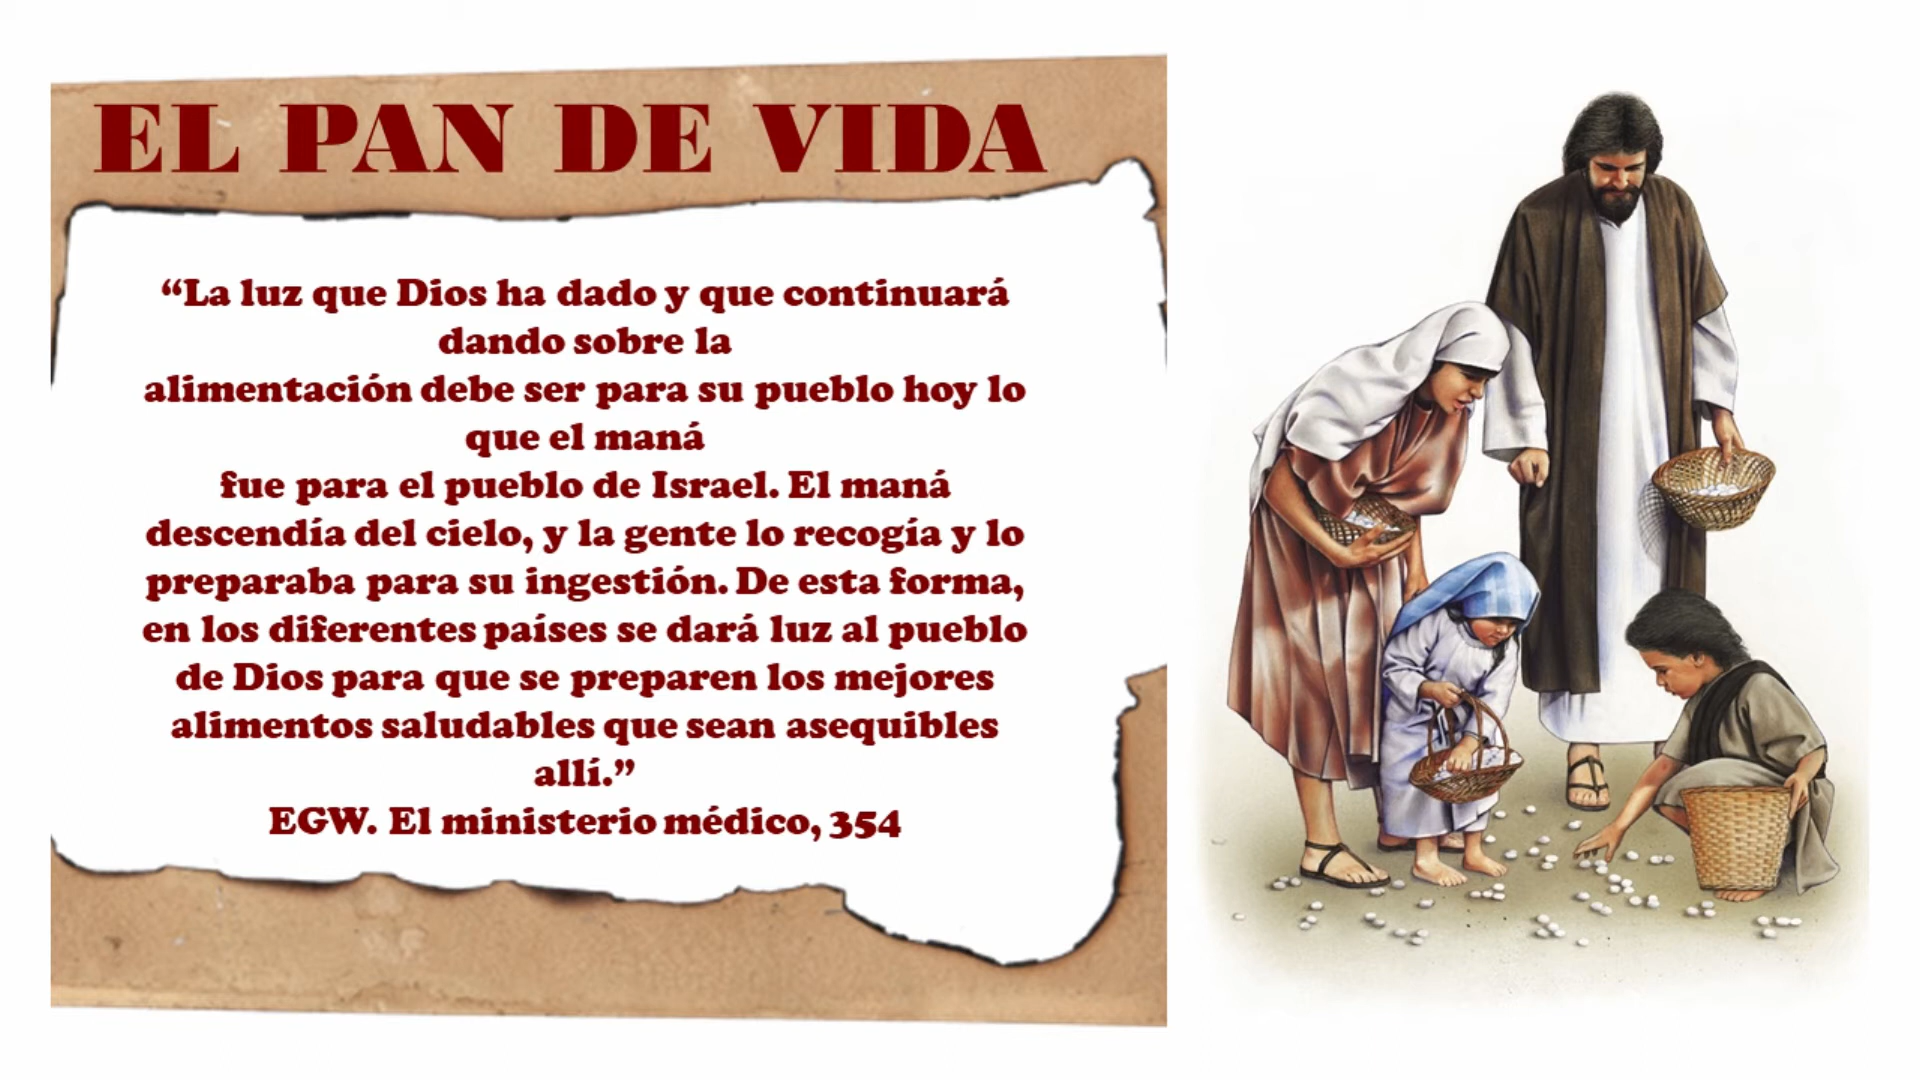 EL PAN DE VIDA
“La luz que Dios ha dado y que continuará
dando sobre la
alimentación debe ser para su pueblo hoy lo
que el maná
fue para el pueblo de Israel. El maná
descendía del cielo, y la gente lo recogía y lo
preparaba para su ingestión. De esta forma,
en los diferentes países se dará luz al pueblo
de Dios para que se preparen los mejores
alimentos saludables que sean asequibles
allí.”
EGW. El ministerio médico, 354